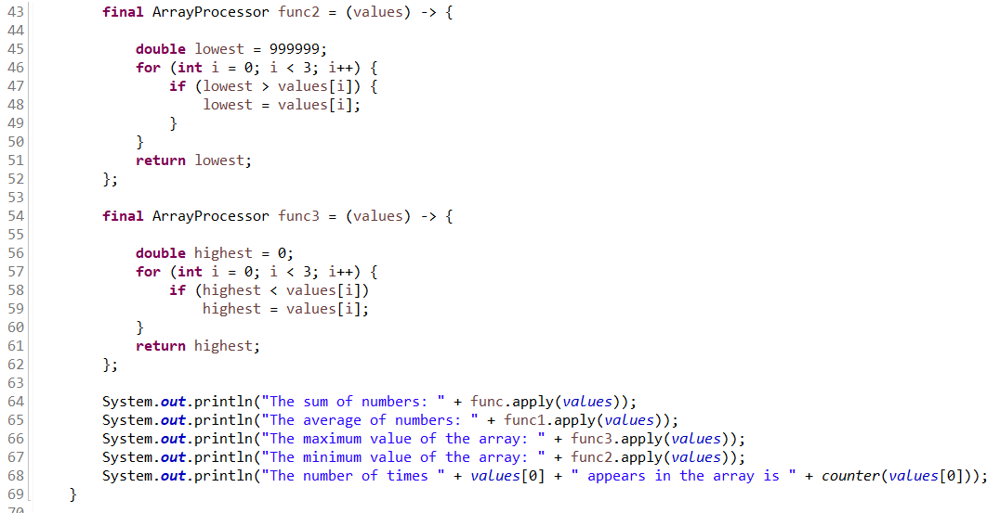 43 final ArrayProcessor func2 = (values) -> {
44
45 double lowest = 999999;
46 for (int i = 0; i < 3; i++) {
47 if (lowest > values[i]) {
48 lowest = values[i];
49 }
50 }
51 return lowest;
52 };
53
54 final ArrayProcessor func3 = (values) -> {
55
56 double highest = 0;
57 for (int i = 0; i < 3; i++) {
58 if (highest < values[i])
59 highest = values[i];
60 }
61 return highest;
62 };
63
64 System.out.println("The sum of numbers: " + func.apply(values));
65 System.out.println("The average of numbers: " + func1.apply(values));
66 System.out.println("The maximum value of the array: " + func3.apply(values));
67 System.out.println("The minimum value of the array: " + func2.apply(values));
68 System.out.println("The number of times " + values[0] + " appears in the array is " + counter(values[0]));
69 }
70